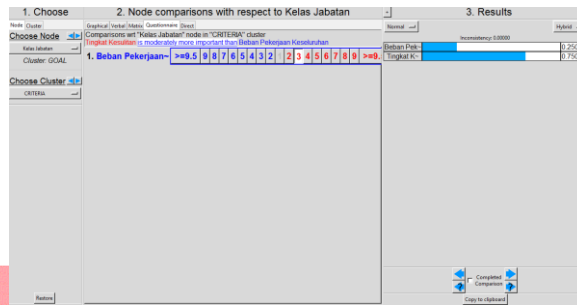 1. Choose
Node Cluster
Choose Node
Kelas Jabatan
Cluster: GOAL
Choose Cluster
CRITERIA
Restore
2. Node comparisons with respect to Kelas Jabatan
Graphical Verbal Matrix Questionnaire Direct
Comparisons wrt "Kelas Jabatan" node in "CRITERIA" cluster
Tingkat Kesulitan is moderately more important than Beban Pekerjaan Keseluruhan
1. Beban Pekerjaan~ >=9.5 9 8 7 6 5 4 3 2 2 3 4 5 6 7 8 9 >=9.
3. Results
Normal Hybrid
Inconsistency: 0.00000
Beban Pek~ 0.250
Tingkat K~ 0.750
Completed
Comparison
Copy to clipboard